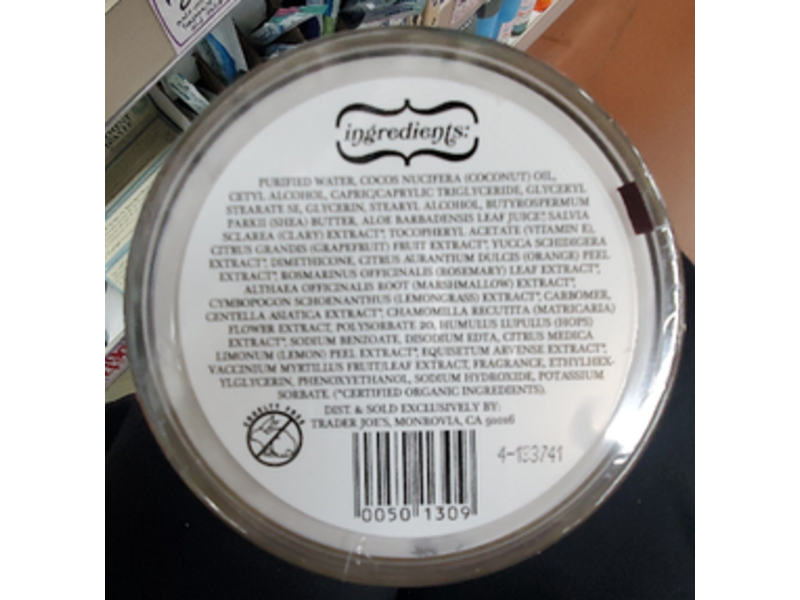 ingredients:
PURIFIED WATER, COCOS NUCIFERA (COCONUT) OIL,
CETYL ALCOHOL, CAPRIC/CAPRYLIC TRIGLYCERIDE, GLYCERYL
STEARATE SE, GLYCERIN, STEARYL ALCOHOL, BUTYROSPERMUM
PARKII (SHEA) BUTTER, ALOE BARBADENSIS LEAF JUICE*, SALVIA
SCLAREA (CLARY) EXTRACT*, TOCOPHERYL ACETATE (VITAMIN E),
CITRUS GRANDIS (GRAPEFRUIT) FRUIT EXTRACT*, YUCCA SCHIDIGERA
EXTRACT*, DIMETHICONE, CITRUS AURANTIUM DULCIS (ORANGE) PEEL
EXTRACT*, ROSMARINUS OFFICINALIS (ROSEMARY) LEAF EXTRACT*,
ALTHAEA OFFICINALIS ROOT (MARSHMALLOW) EXTRACT*,
CYMBOPOGON SCHOENANTHUS (LEMONGRASS) EXTRACT*, CARBOMER,
CENTELLA ASIATICA EXTRACT*, CHAMOMILLA RECUTITA (MATRICARIA)
FLOWER EXTRACT, POLYSORBATE 20, HUMULUS LUPULUS (HOPS)
EXTRACT*, SODIUM BENZOATE, DISODIUM EDTA, CITRUS MEDICA
LIMONUM (LEMON) PEEL EXTRACT*, EQUISETUM ARVENSE EXTRACT*,
VACCINIUM MYRTILLUS FRUIT/LEAF EXTRACT, FRAGRANCE, ETHYLHEX-
YLGLYCERIN, PHENOXYETHANOL, SODIUM HYDROXIDE, POTASSIUM
SORBATE (*CERTIFIED ORGANIC INGREDIENTS).
DIST. & SOLD EXCLUSIVELY BY:
TRADER JOE'S, MONROVIA, CA 91016
CRUELTY FREE
4-133741
0050 1309